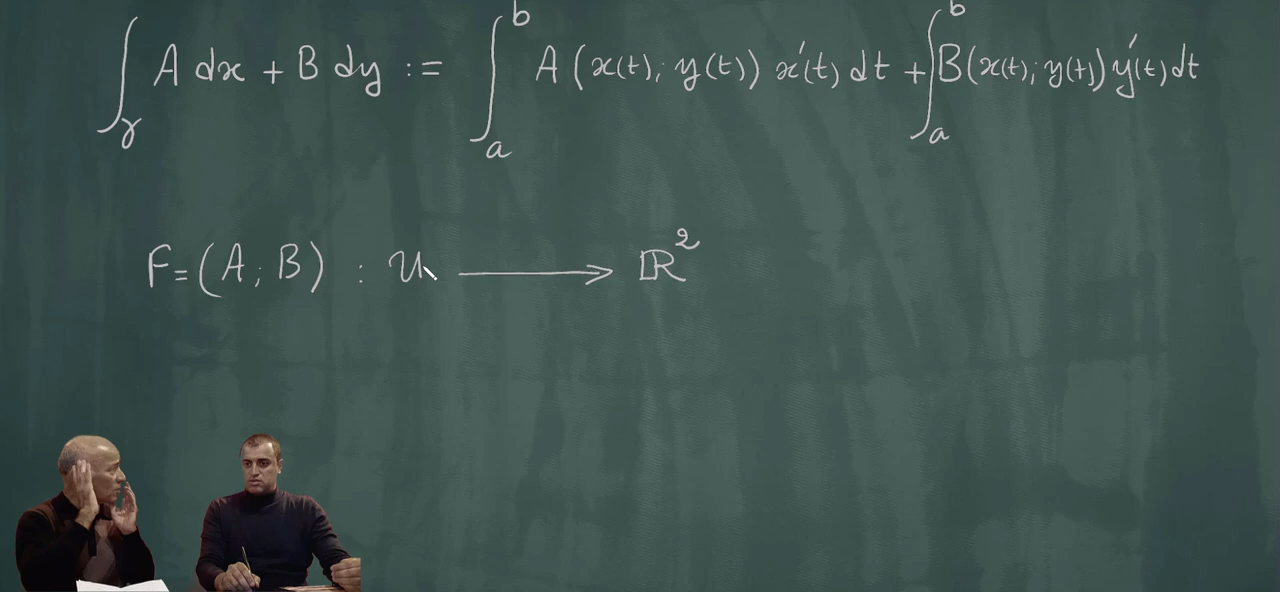 ∫_γ A dx + B dy := ∫_a^b A(x(t); y(t)) x'(t) dt + ∫_a^b B(x(t); y(t)) y'(t) dt
F = (A; B) : U ⟶ ℝ²